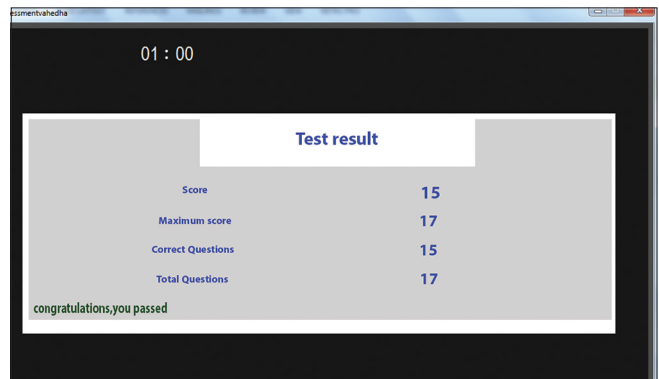 essmentvahedha
01 : 00
Test result
Score 15
Maximum score 17
Correct Questions 15
Total Questions 17
congratulations,you passed